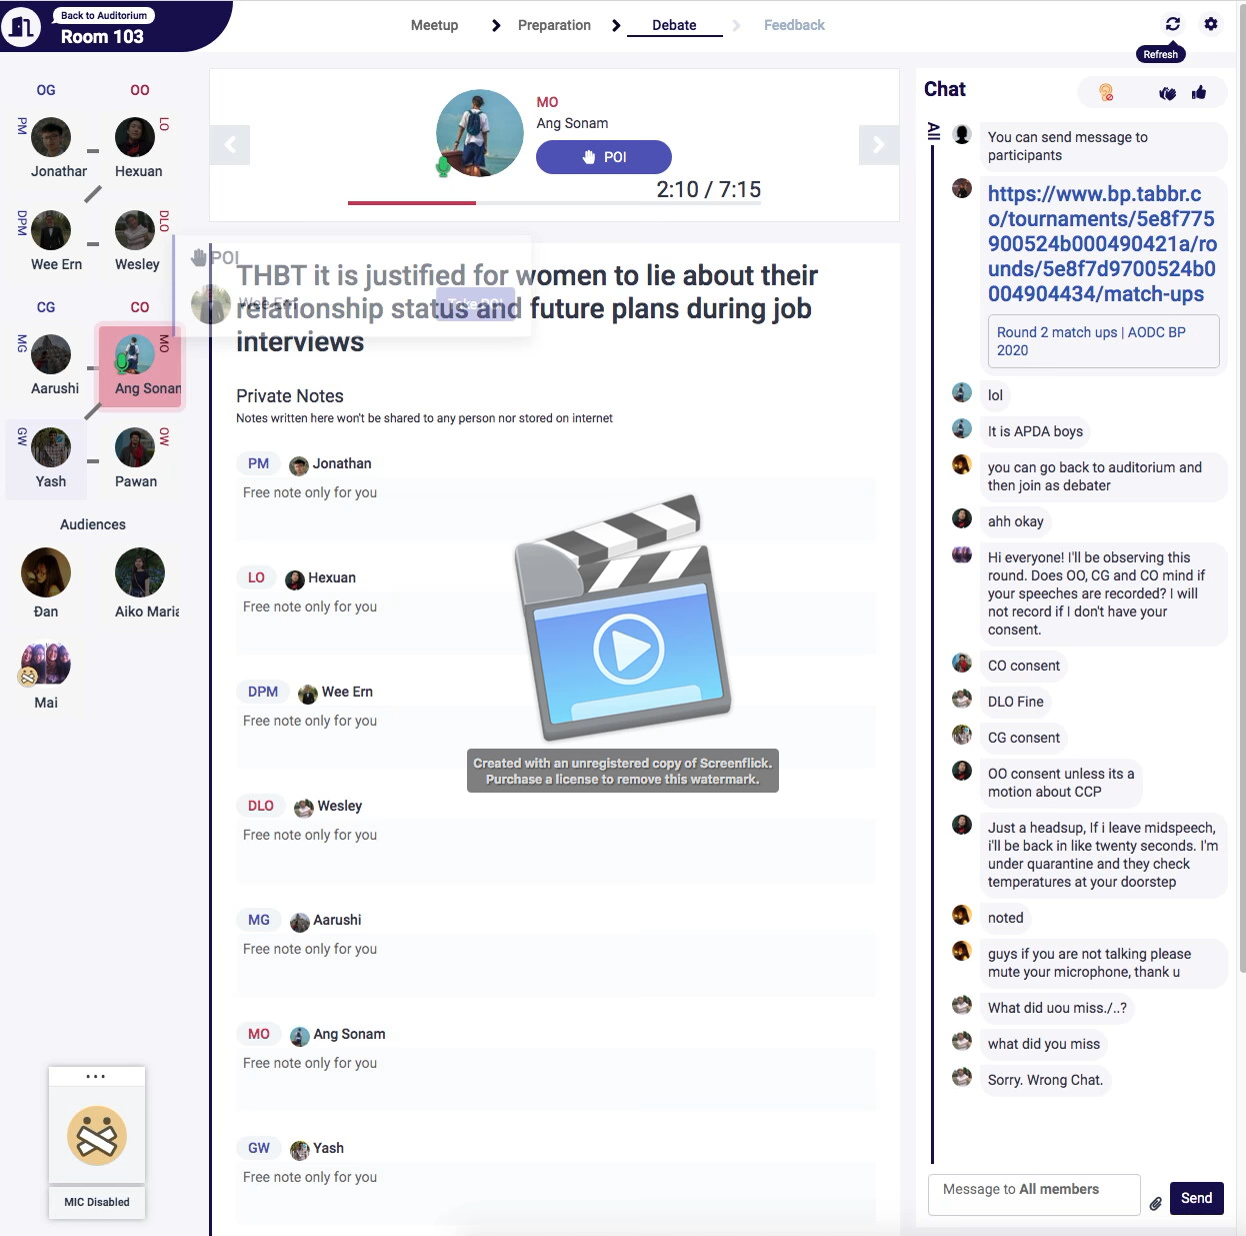 Back to Auditorium
Room 103
Meetup
Preparation
Debate
Feedback
Refresh
OG
OO
PM
Jonathar
LO
Hexuan
DPM
Wee Ern
DLO
Wesley
CG
CO
MG
Aarushi
MO
Ang Sonan
GW
Yash
OW
Pawan
Audiences
Đan
Aiko Maria
Mai
...
MIC Disabled
MO
Ang Sonam
POI
2:10 / 7:15
POI
Wee Ern
Take POI
THBT it is justified for women to lie about their
relationship status and future plans during job
interviews
Private Notes
Notes written here won't be shared to any person nor stored on internet
PM Jonathan
Free note only for you
LO Hexuan
Free note only for you
DPM Wee Ern
Free note only for you
DLO Wesley
Free note only for you
MG Aarushi
Free note only for you
MO Ang Sonam
Free note only for you
GW Yash
Free note only for you
Created with an unregistered copy of Screenflick.
Purchase a license to remove this watermark.
Chat
All
You can send message to
participants
https://www.bp.tabbr.c
o/tournaments/5e8f775
900524b000490421a/ro
unds/5e8f7d9700524b0
004904434/match-ups
Round 2 match ups | AODC BP
2020
lol
It is APDA boys
you can go back to auditorium and
then join as debater
ahh okay
Hi everyone! I'll be observing this
round. Does OO, CG and CO mind if
your speeches are recorded? I will
not record if I don't have your
consent.
CO consent
DLO Fine
CG consent
OO consent unless its a
motion about CCP
Just a headsup, If i leave midspeech,
i'll be back in like twenty seconds. I'm
under quarantine and they check
temperatures at your doorstep
noted
guys if you are not talking please
mute your microphone, thank u
What did uou miss./..?
what did you miss
Sorry. Wrong Chat.
Message to All members
Send